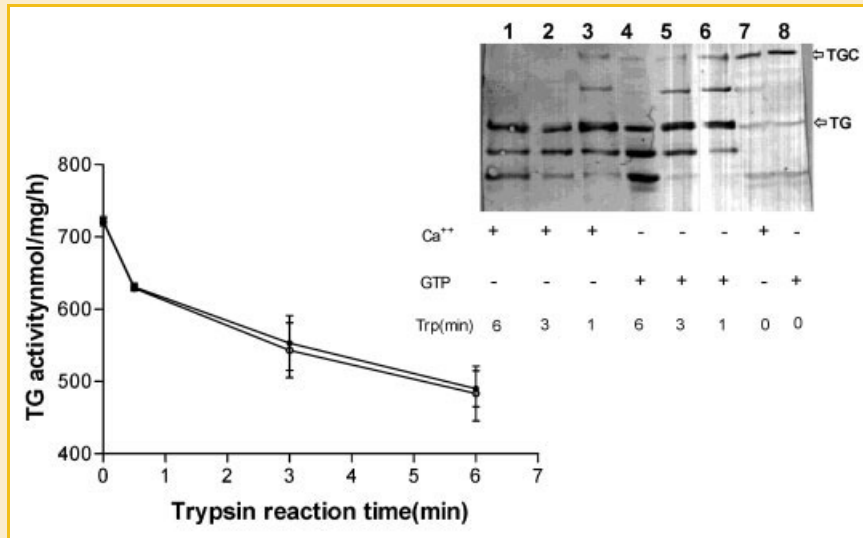 1 2 3 4 5 6 7 8
⇦TGC
⇦TG
Ca⁺⁺ + + + - - - + -
GTP - - - + + + - +
Trp(min) 6 3 1 6 3 1 0 0
800
700
600
500
400
TG activitynmol/mg/h
0 1 2 3 4 5 6 7
Trypsin reaction time(min)